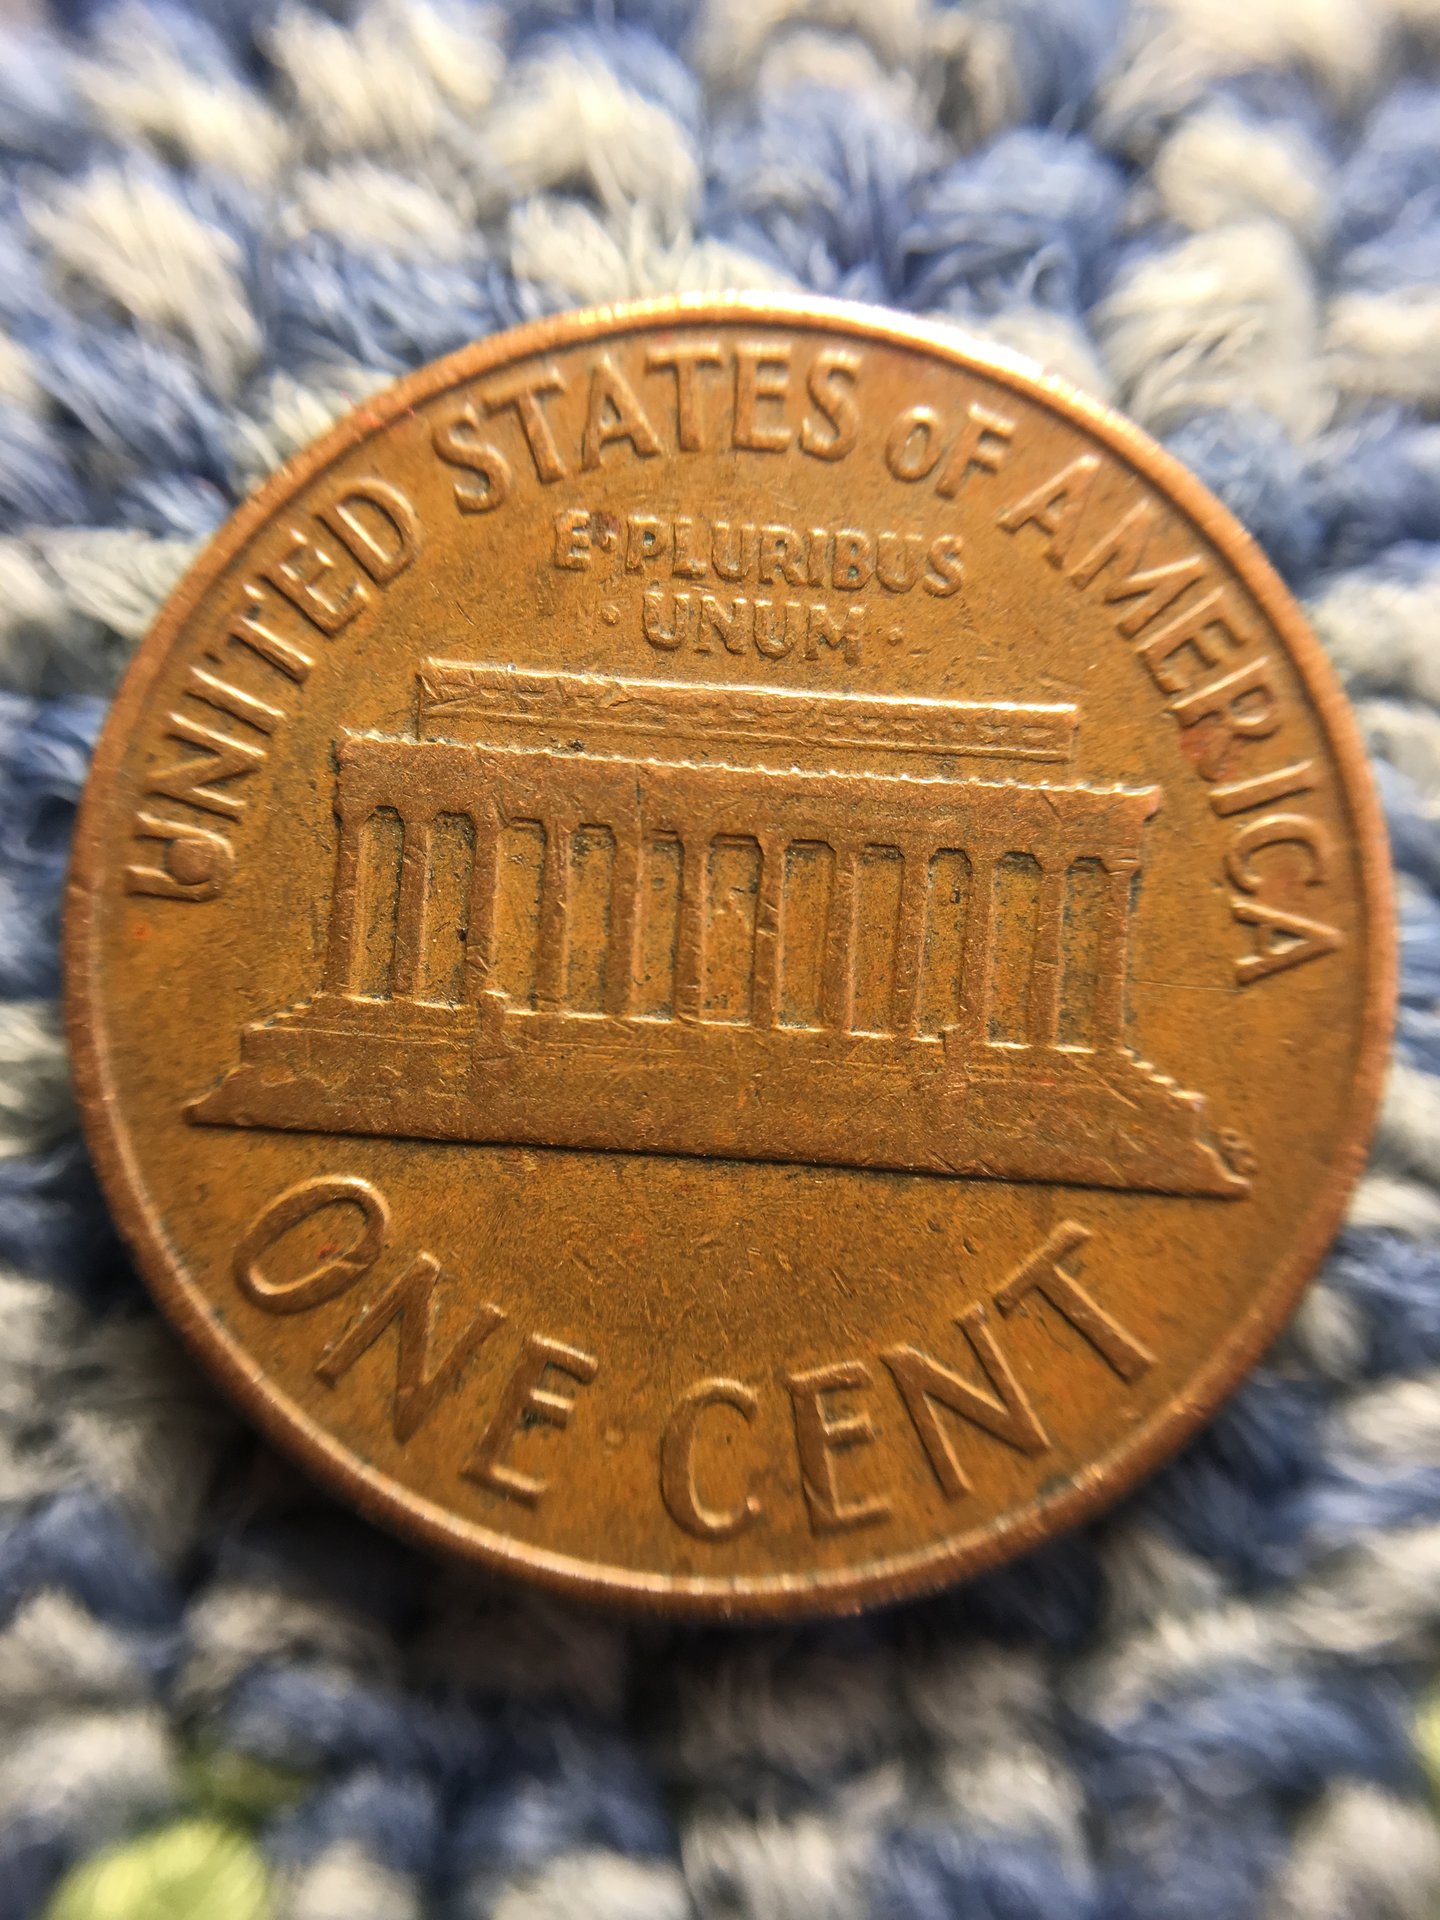 UNITED STATES OF AMERICA
E·PLURIBUS
·UNUM·
ONE CENT